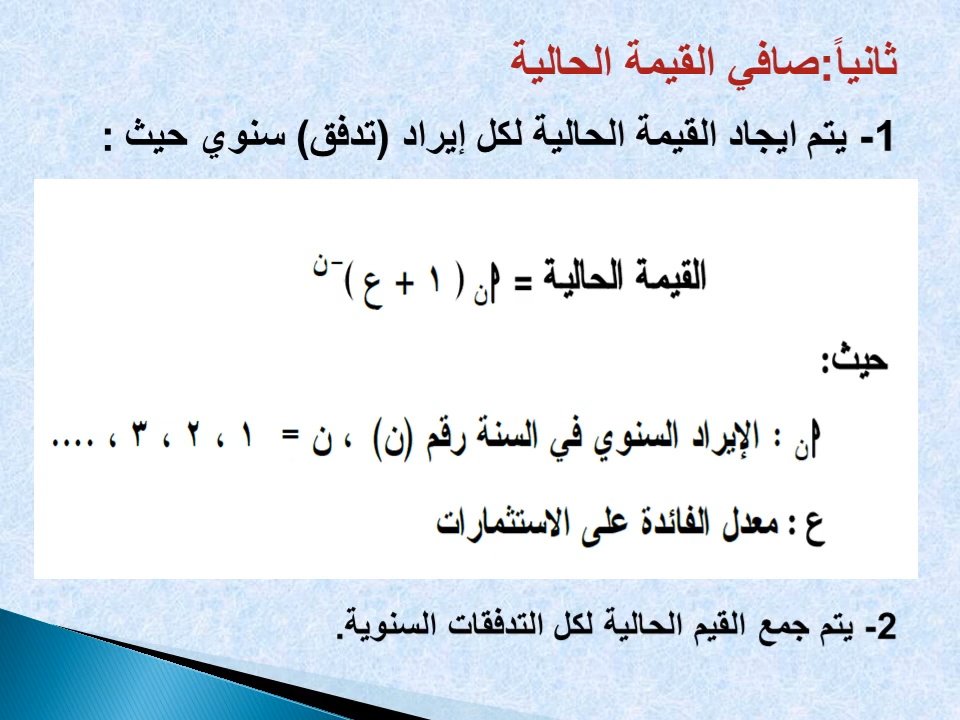 ثانياً:صافي القيمة الحالية
1- يتم ايجاد القيمة الحالية لكل إيراد (تدفق) سنوي حيث :
القيمة الحالية = أن ( ١ + ع )-ن
حيث:
أن : الإيراد السنوي في السنة رقم (ن) ، ن = ١ ، ٢ ، ٣ ، ....
ع : معدل الفائدة على الاستثمارات
2- يتم جمع القيم الحالية لكل التدفقات السنوية.